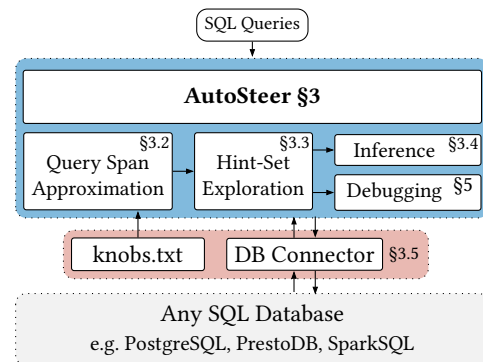 SQL Queries
AutoSteer §3
§3.2
Query Span
Approximation
§3.3
Hint-Set
Exploration
§3.4
Inference
§5
Debugging
knobs.txt
DB Connector
§3.5
Any SQL Database
e.g. PostgreSQL, PrestoDB, SparkSQL